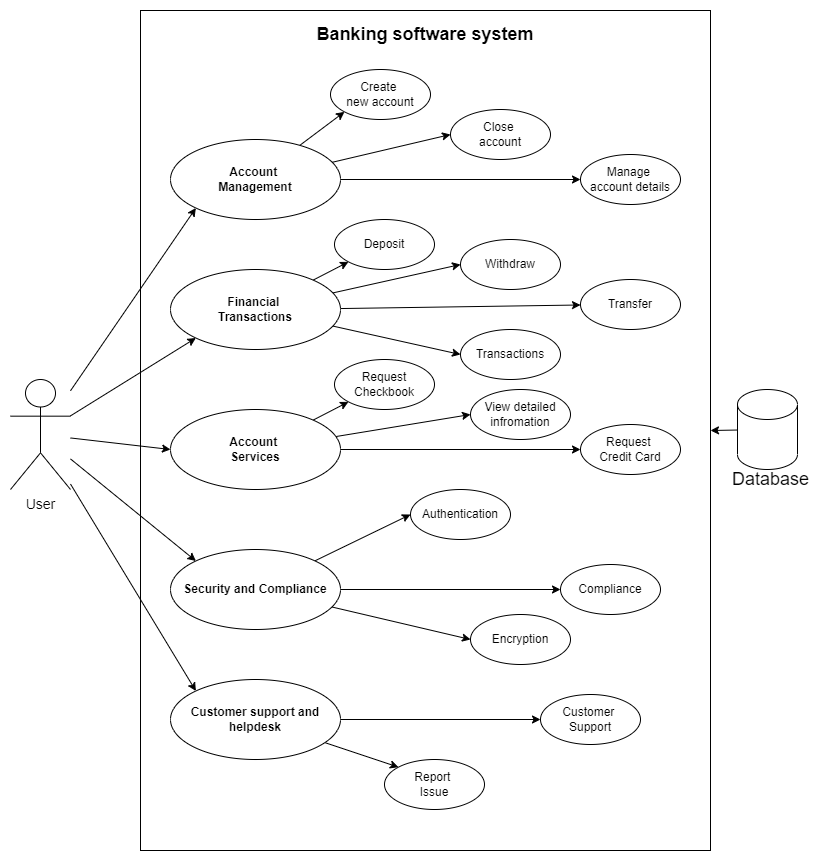 Banking software system
Create
new account
Close
account
Account
Management
Manage
account details
Deposit
Withdraw
Financial
Transactions
Transfer
Transactions
Request
Checkbook
View detailed
infromation
Account
Services
Request
Credit Card
User
Database
Authentication
Security and Compliance
Compliance
Encryption
Customer support and
helpdesk
Customer
Support
Report
Issue